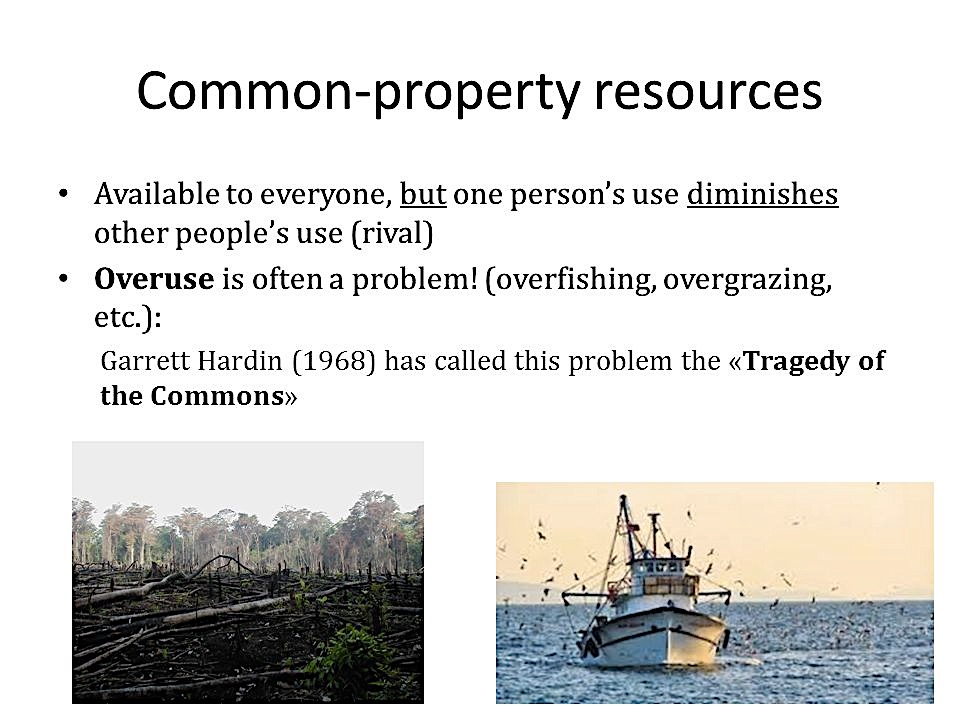 Common-property resources
• Available to everyone, but one person's use diminishes
other people's use (rival)
• Overuse is often a problem! (overfishing, overgrazing,
etc.):
Garrett Hardin (1968) has called this problem the «Tragedy of
the Commons»